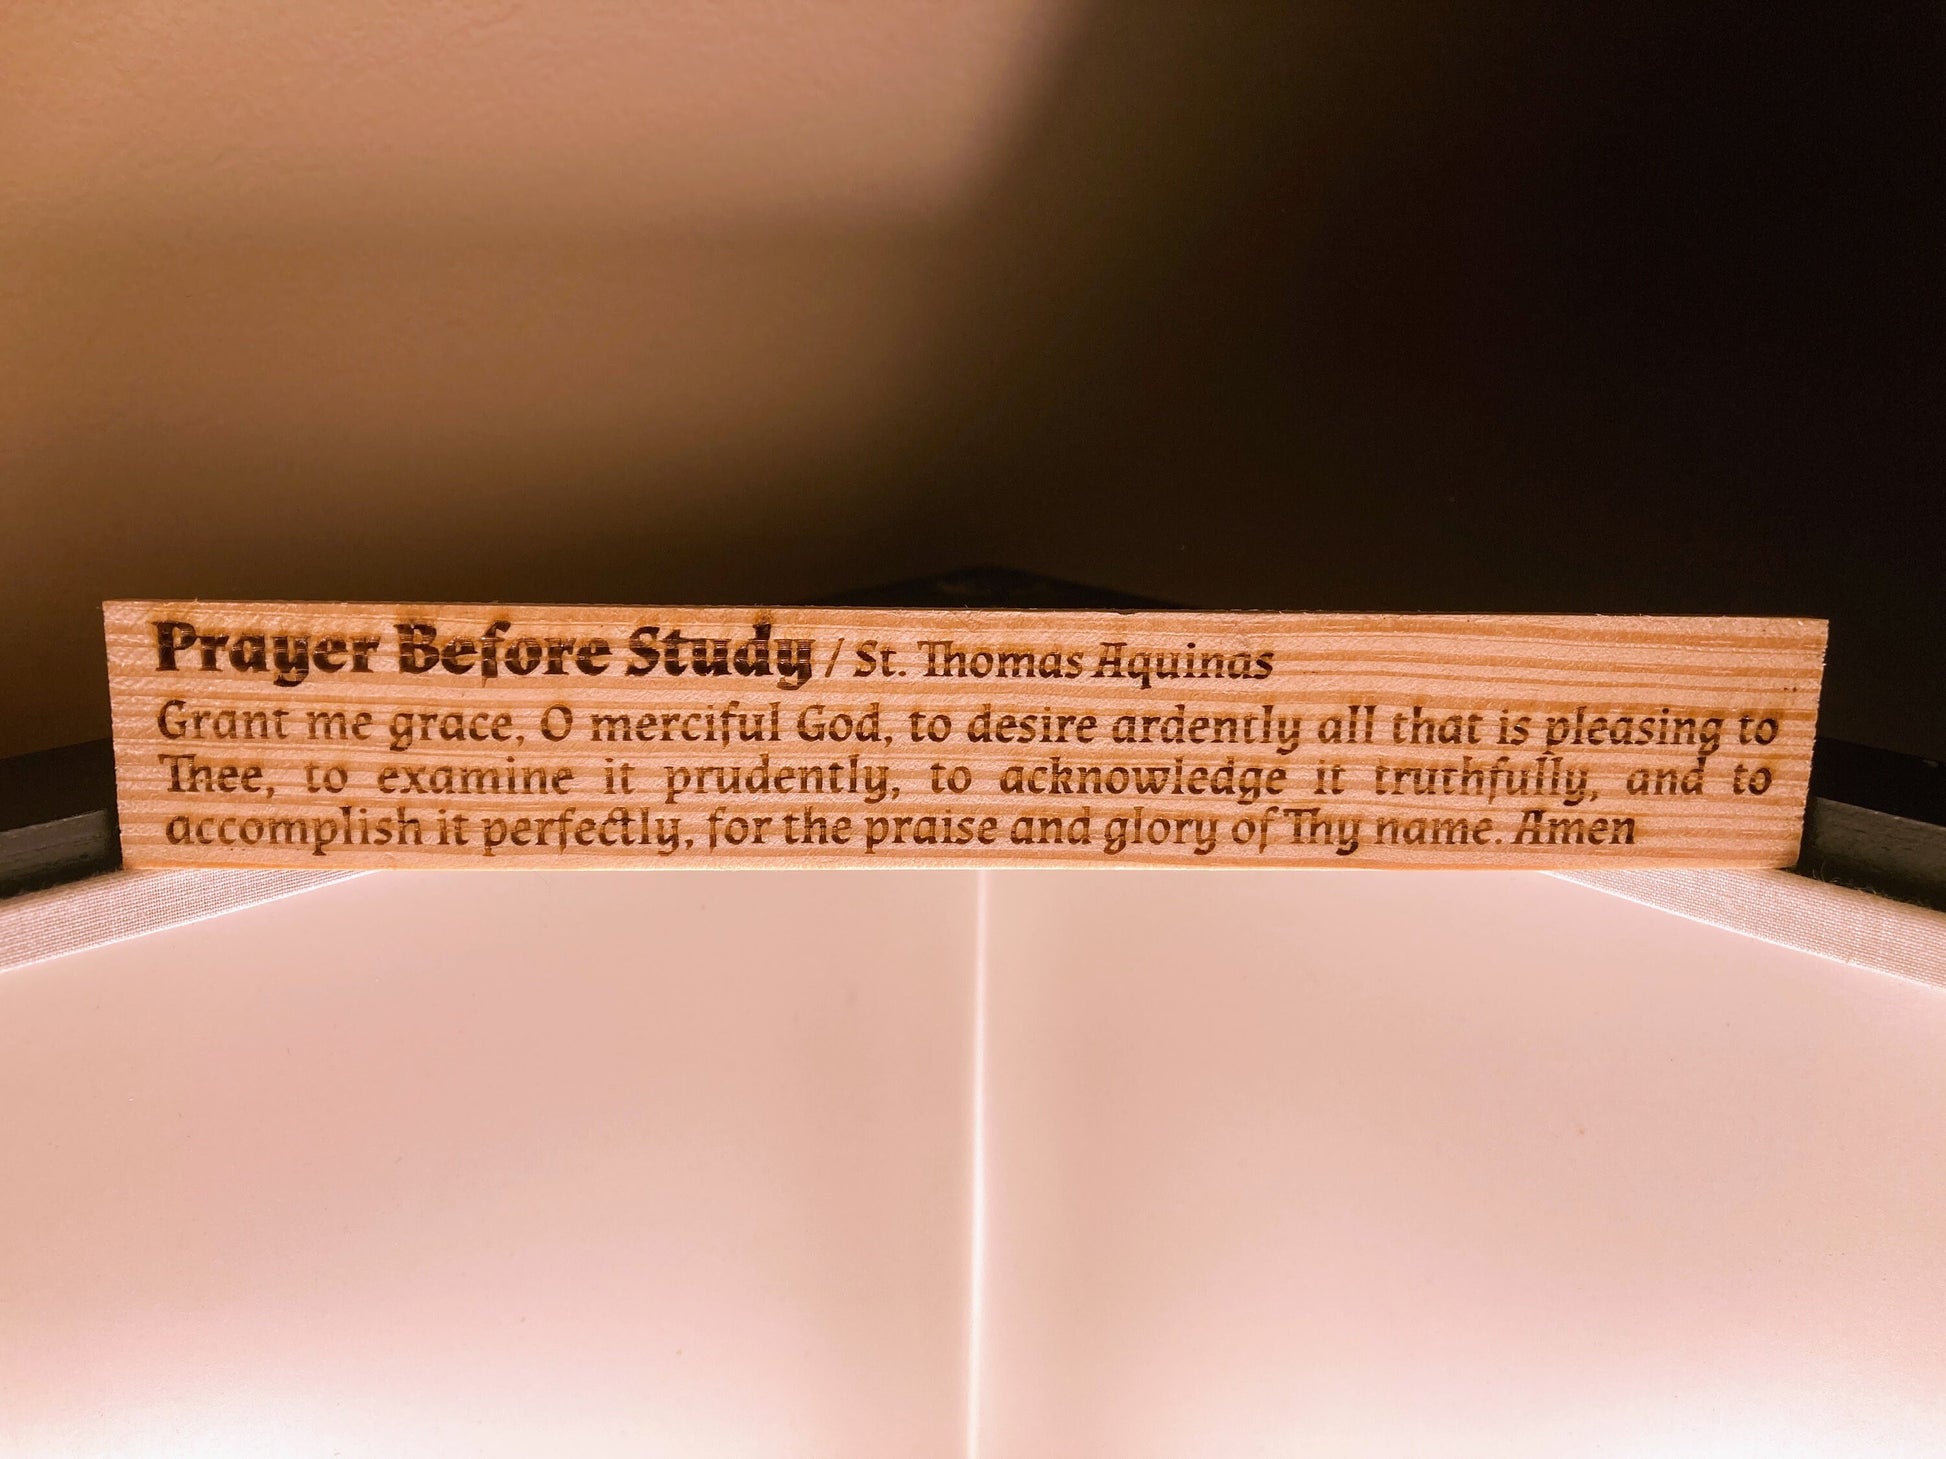 Prayer Before Study / St. Thomas Aquinas
Grant me grace, O merciful God, to desire ardently all that is pleasing to
Thee, to examine it prudently, to acknowledge it truthfully, and to
accomplish it perfectly, for the praise and glory of Thy name. Amen